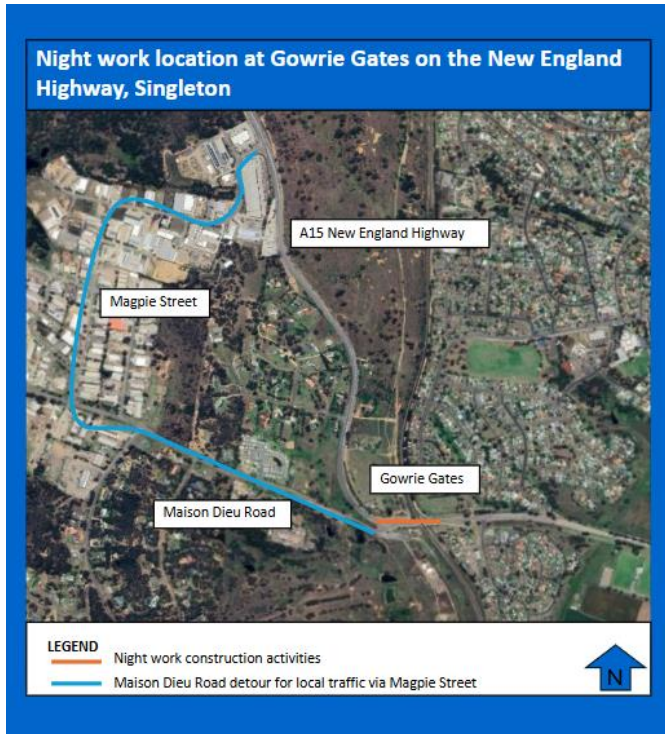 Night work location at Gowrie Gates on the New England
Highway, Singleton
A15 New England Highway
Magpie Street
Gowrie Gates
Maison Dieu Road
LEGEND
Night work construction activities
Maison Dieu Road detour for local traffic via Magpie Street
N